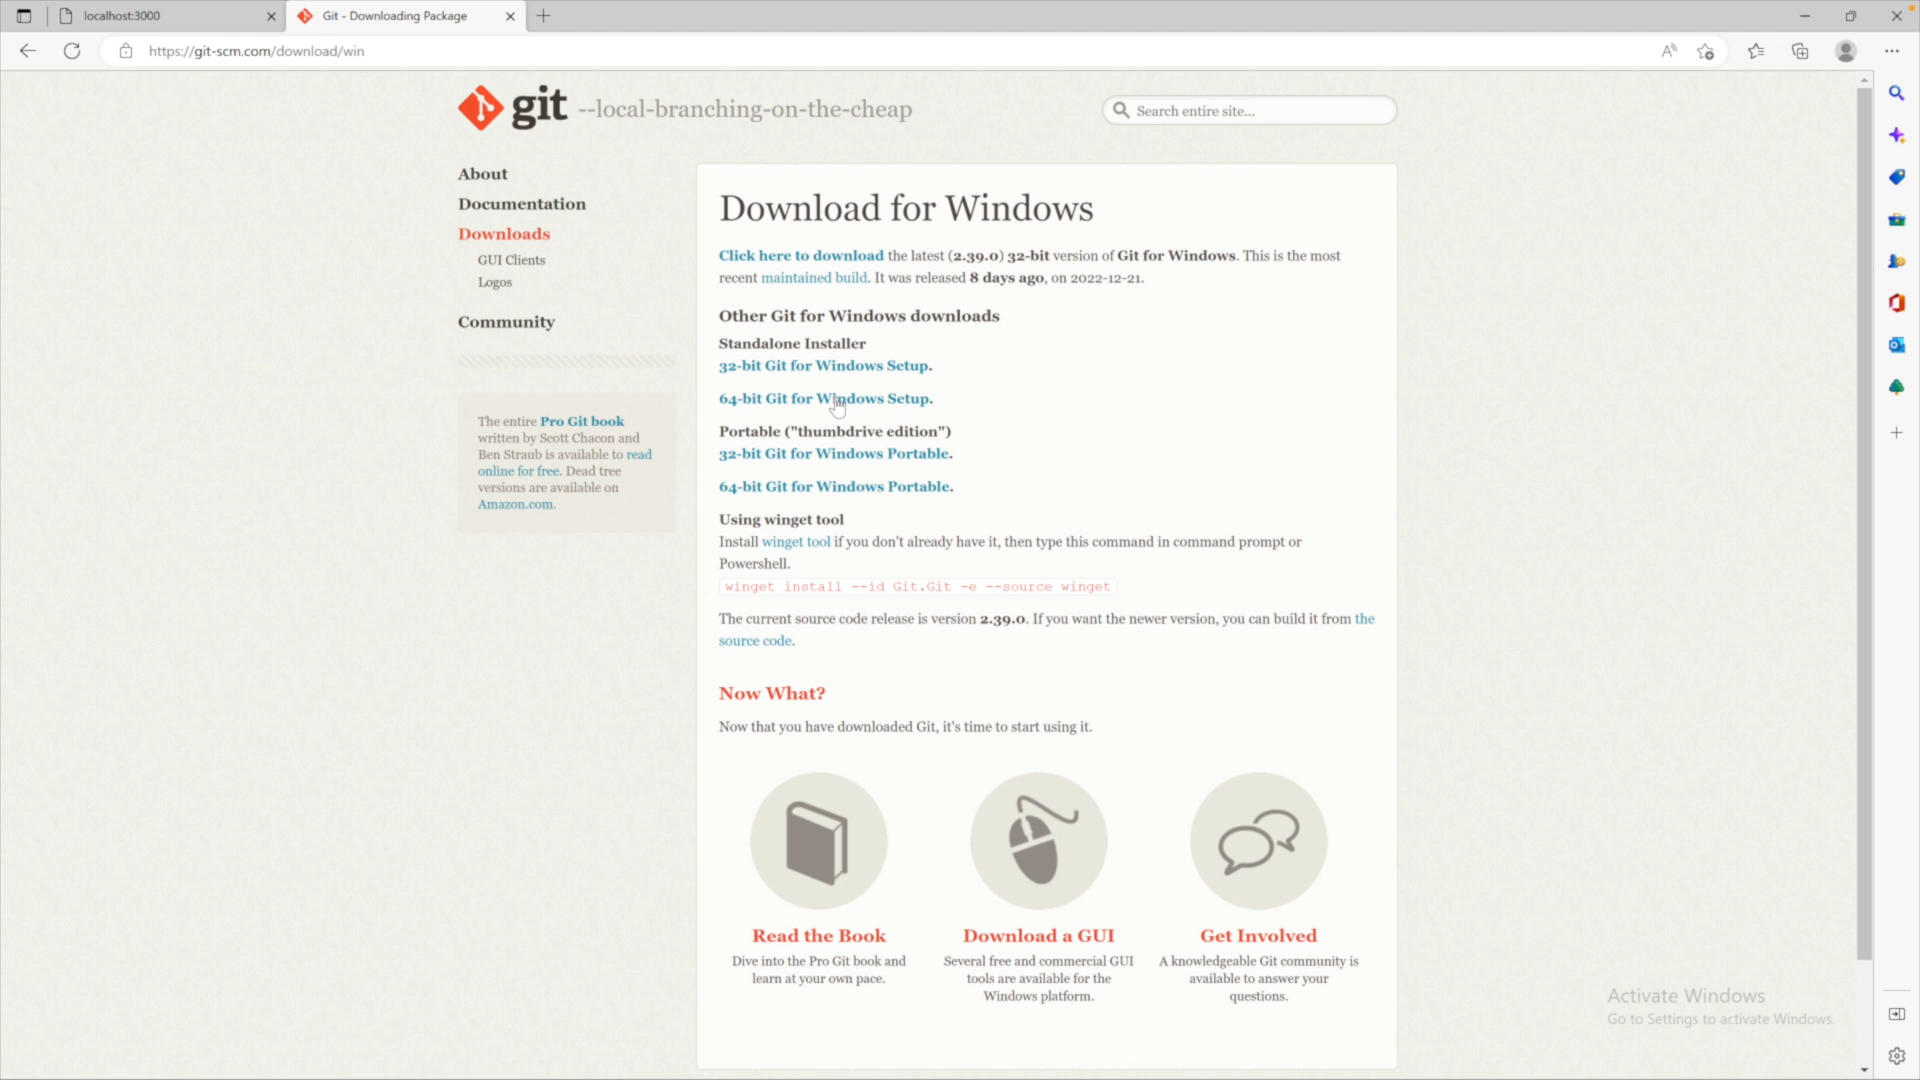 localhost:3000
Git - Downloading Package
https://git-scm.com/download/win
git --local-branching-on-the-cheap
Search entire site...
About
Documentation
Downloads
GUI Clients
Logos
Community
The entire Pro Git book
written by Scott Chacon and
Ben Straub is available to read
online for free. Dead tree
versions are available on
Amazon.com.
Download for Windows
Click here to download the latest (2.39.0) 32-bit version of Git for Windows. This is the most
recent maintained build. It was released 8 days ago, on 2022-12-21.
Other Git for Windows downloads
Standalone Installer
32-bit Git for Windows Setup.
64-bit Git for Windows Setup.
Portable ("thumbdrive edition")
32-bit Git for Windows Portable.
64-bit Git for Windows Portable.
Using winget tool
Install winget tool if you don't already have it, then type this command in command prompt or
Powershell.
winget install --id Git.Git -e --source winget
The current source code release is version 2.39.0. If you want the newer version, you can build it from the
source code.
Now What?
Now that you have downloaded Git, it's time to start using it.
Read the Book
Dive into the Pro Git book and
learn at your own pace.
Download a GUI
Several free and commercial GUI
tools are available for the
Windows platform.
Get Involved
A knowledgeable Git community is
available to answer your
questions.
Activate Windows
Go to Settings to activate Windows.